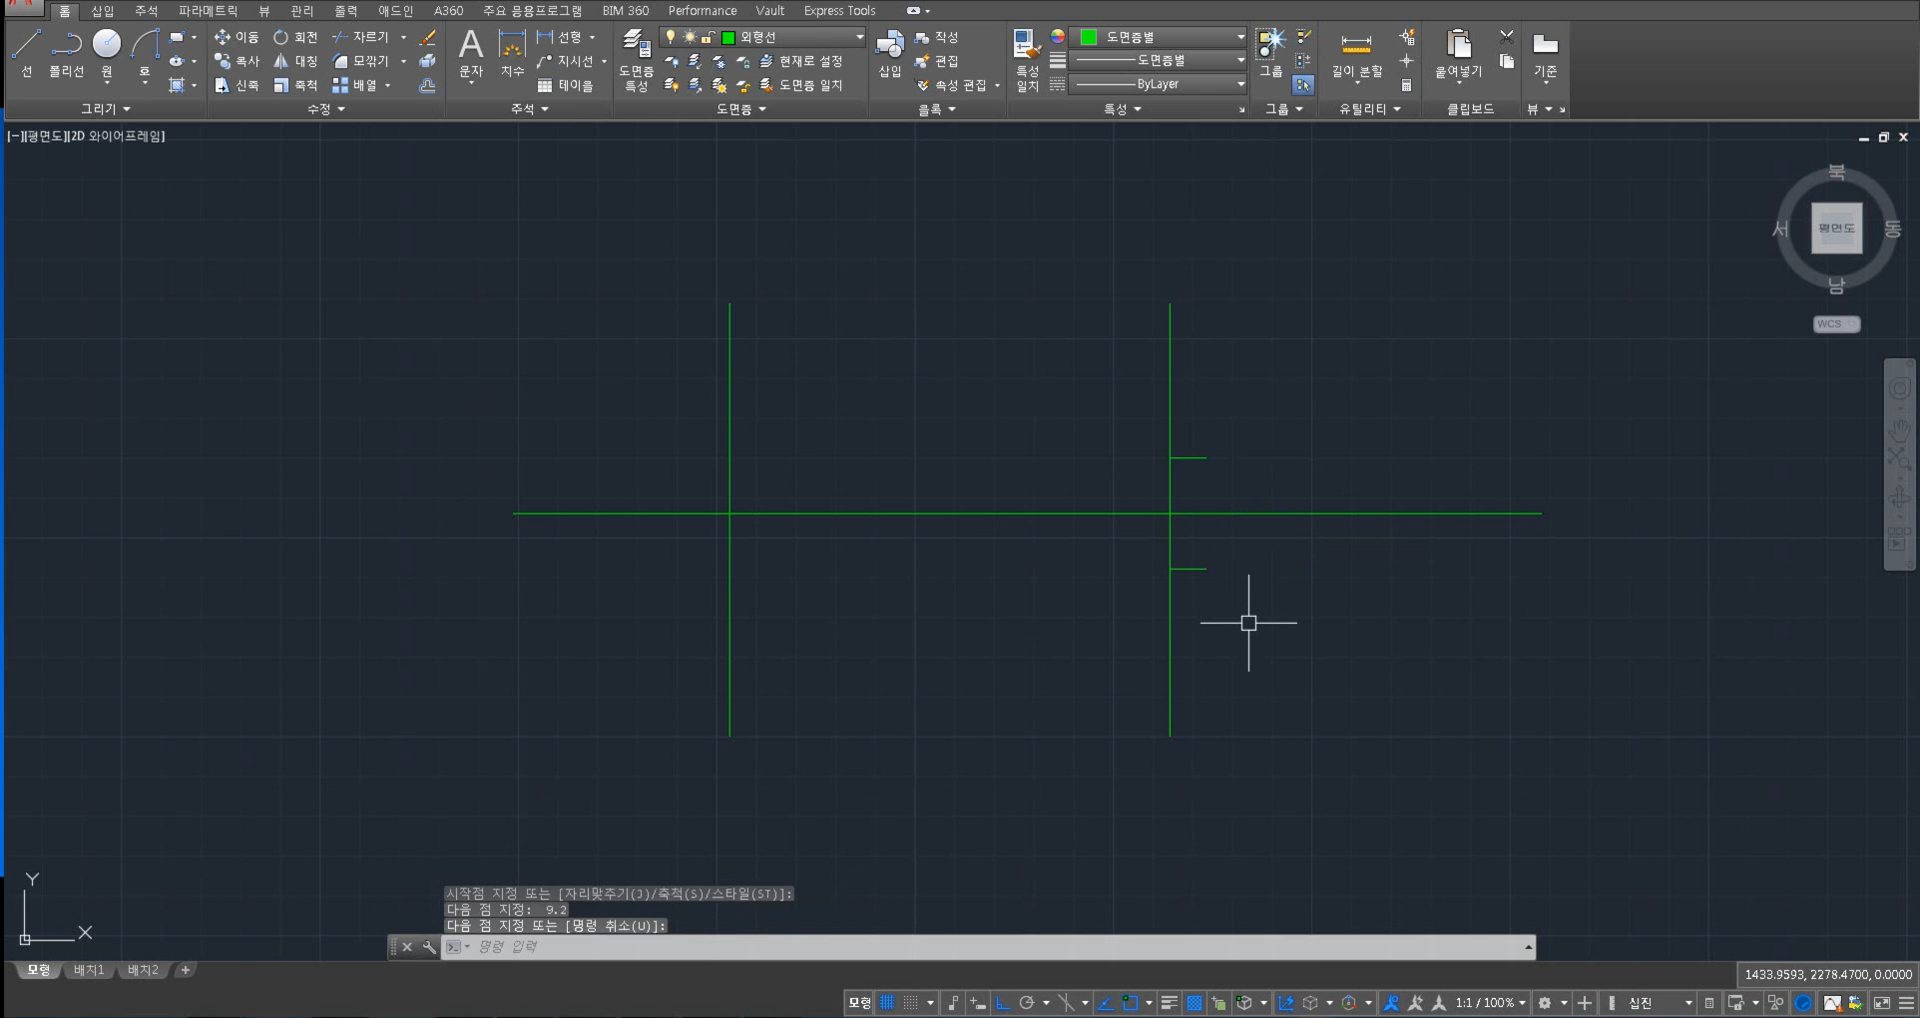 홈 삽입 주석 파라메트릭 뷰 관리 출력 애드인 A360 주요 응용프로그램 BIM 360 Performance Vault Express Tools
이동 회전 자르기 선형 외형선 작성 도면층별
선 폴리선 원 호 복사 대칭 모깎기 문자 치수 지시선 도면층 특성 현재로 설정 삽입 편집 특성 일치 도면층별 그룹 길이 분할 붙여넣기 기준
신축 축척 배열 테이블 도면층 일치 속성 편집 ByLayer
그리기 수정 주석 도면층 블록 특성 그룹 유틸리티 클립보드 뷰
[−][평면도][2D 와이어프레임]
북
서 평면도 동
남
WCS
시작점 지정 또는 [자리맞추기(J)/축척(S)/스타일(ST)]:
다음 점 지정: 9.2
다음 점 지정 또는 [명령 취소(U)]:
Y
X
명령 입력
모형 배치1 배치2 +
1433.9593, 2278.4700, 0.0000
모형 1:1 / 100% 십진